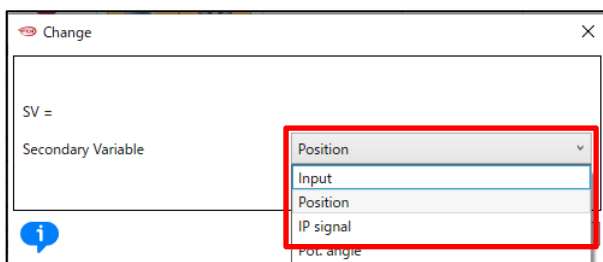 Change
SV =
Secondary Variable
Position
Input
Position
IP signal
Pot. angle